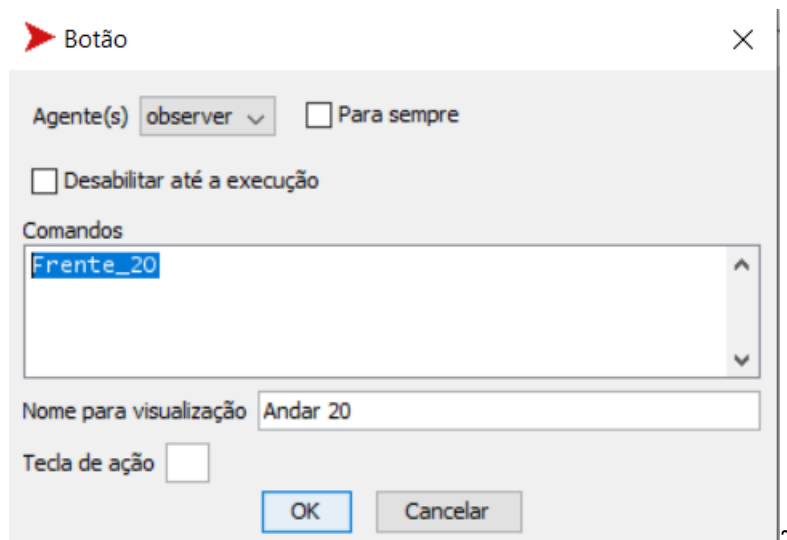 Botão
Agente(s) observer Para sempre
Desabilitar até a execução
Comandos
Frente_20
Nome para visualização Andar 20
Tecla de ação
OK Cancelar